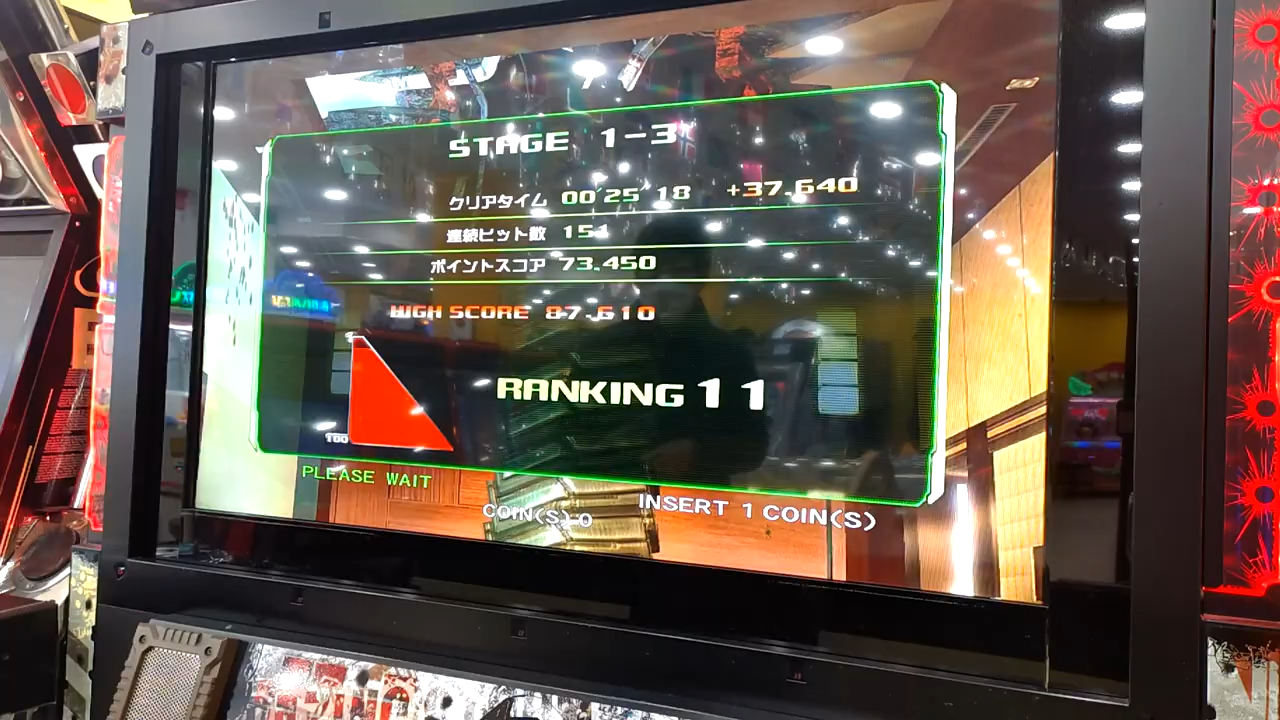 STAGE 1-3
クリアタイム 00'25"18 +37,640
連続ヒット数 151
ポイントスコア 73,450
HIGH SCORE 87,610
RANKING 11
100
PLEASE WAIT
COIN(S) 0
INSERT 1 COIN(S)